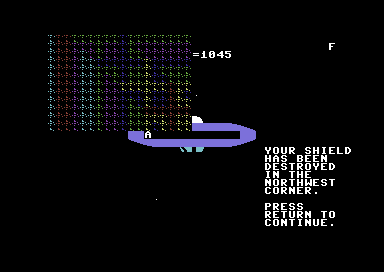 F
=1045
A
YOUR SHIELD
HAS BEEN
DESTROYED
IN THE
NORTHWEST
CORNER.
PRESS
RETURN TO
CONTINUE.